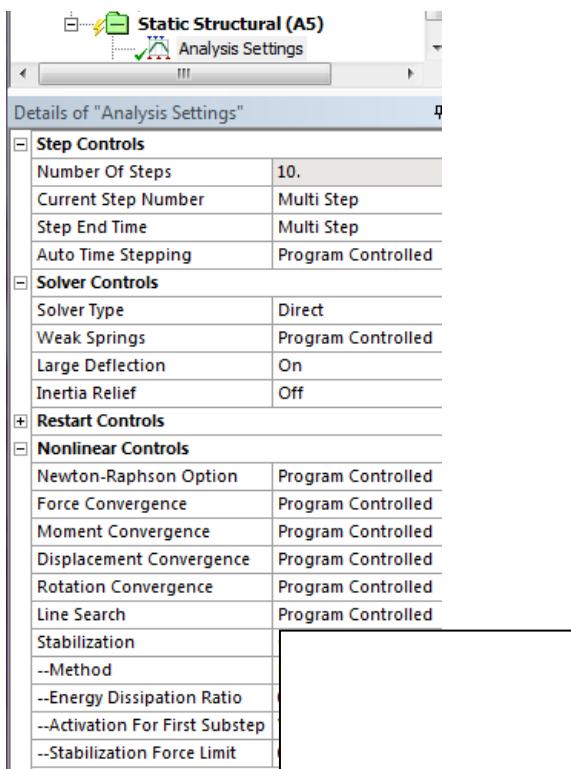 Static Structural (A5)
Analysis Settings
Details of "Analysis Settings"
Step Controls
Number Of Steps 10.
Current Step Number Multi Step
Step End Time Multi Step
Auto Time Stepping Program Controlled
Solver Controls
Solver Type Direct
Weak Springs Program Controlled
Large Deflection On
Inertia Relief Off
Restart Controls
Nonlinear Controls
Newton-Raphson Option Program Controlled
Force Convergence Program Controlled
Moment Convergence Program Controlled
Displacement Convergence Program Controlled
Rotation Convergence Program Controlled
Line Search Program Controlled
Stabilization
--Method
--Energy Dissipation Ratio
--Activation For First Substep
--Stabilization Force Limit